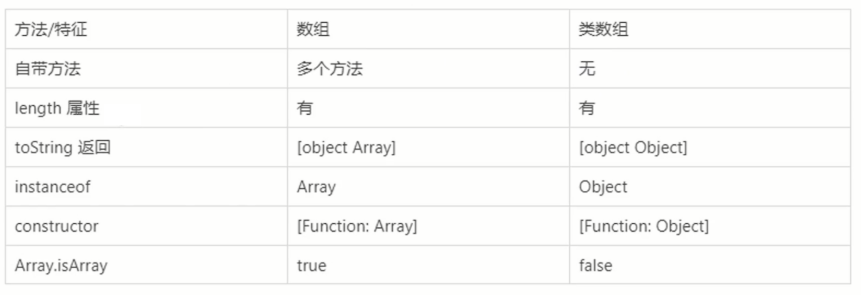 方法/特征 数组 类数组
自带方法 多个方法 无
length 属性 有 有
toString 返回 [object Array] [object Object]
instanceof Array Object
constructor [Function: Array] [Function: Object]
Array.isArray true false